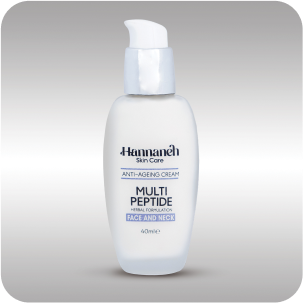 Hannaneh
Skin Care
ANTI-AGEING CREAM
MULTI
PEPTIDE
HERBAL FORMULATION
FACE AND NECK
40ml e